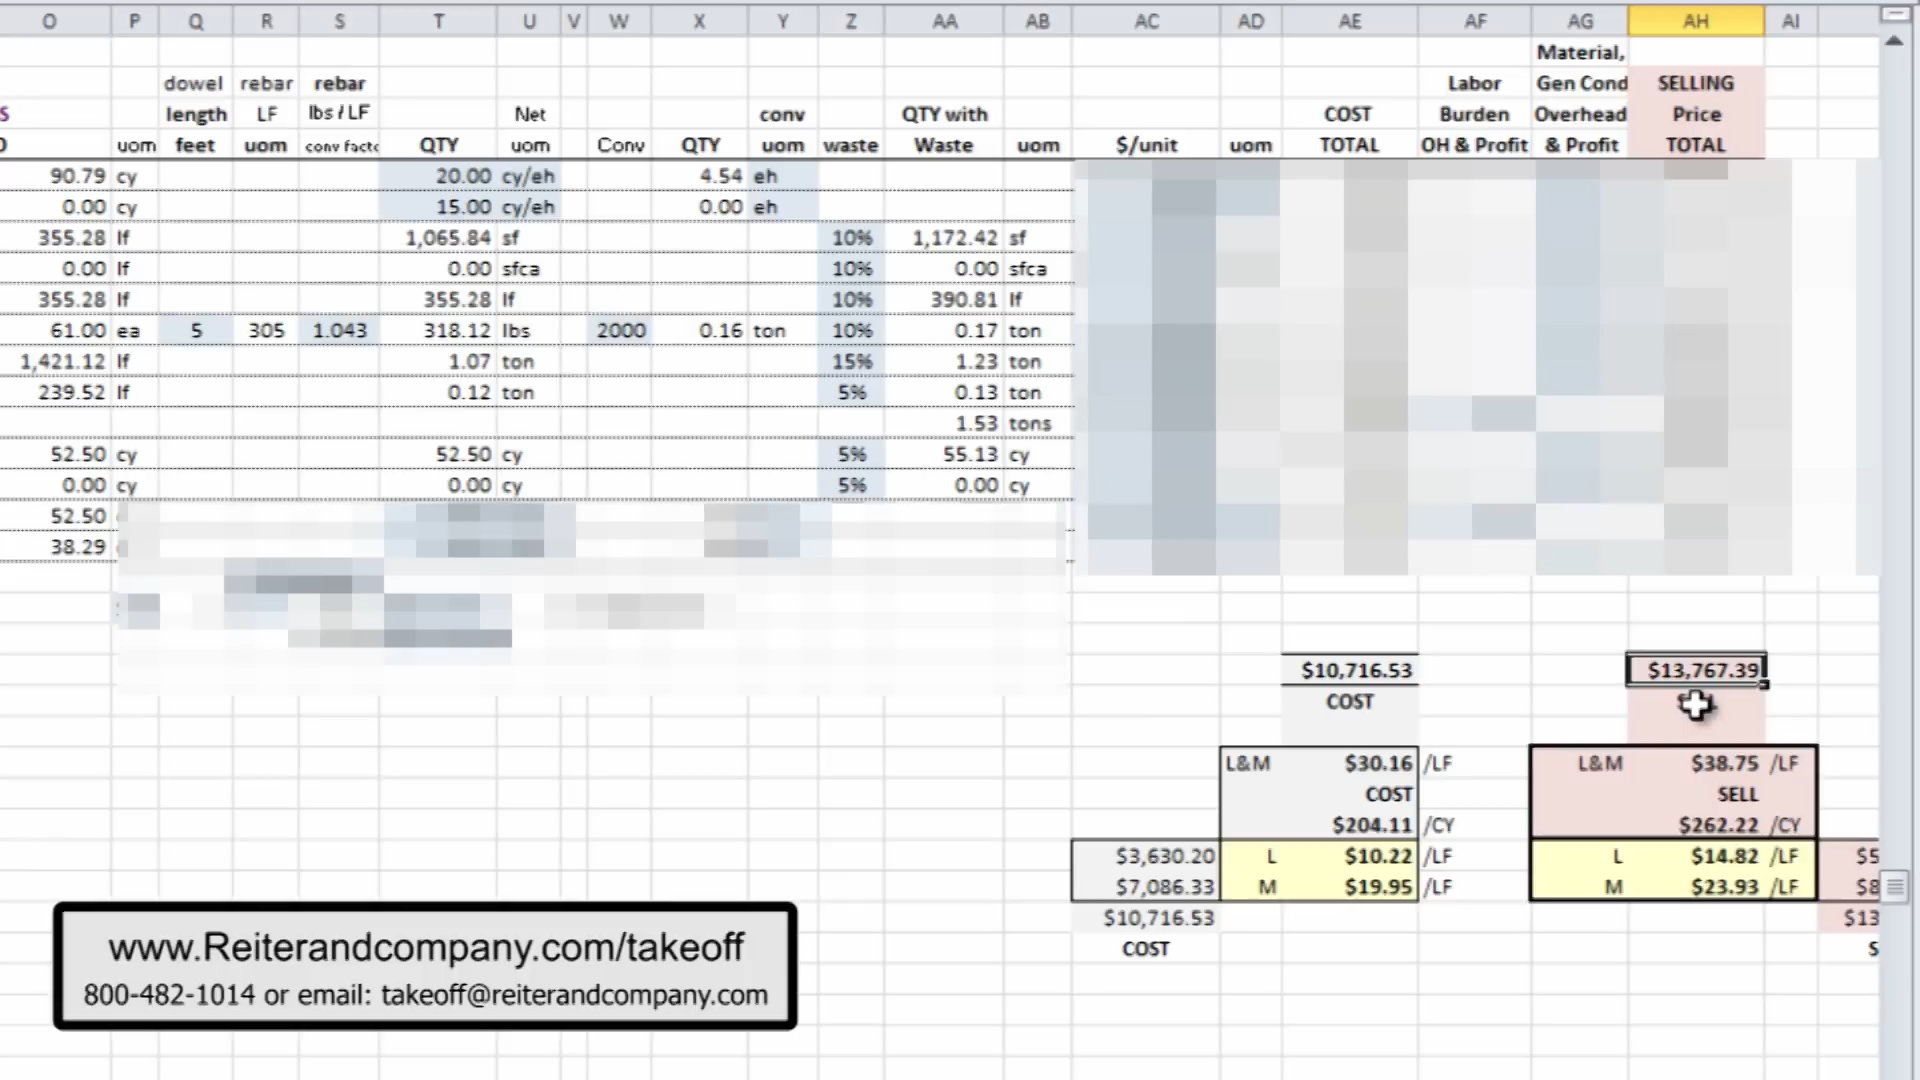 O P Q R S T U V W X Y Z AA AB AC AD AE AF AG AH AI
Material,
dowel rebar rebar Labor Gen Cond SELLING
S length LF lbs / LF Net conv QTY with COST Burden Overhead Price
uom feet uom conv facto QTY uom Conv QTY uom waste Waste uom $/unit uom TOTAL OH & Profit & Profit TOTAL
90.79 cy 20.00 cy/eh 4.54 eh
0.00 cy 15.00 cy/eh 0.00 eh
355.28 lf 1,065.84 sf 10% 1,172.42 sf
0.00 lf 0.00 sfca 10% 0.00 sfca
355.28 lf 355.28 lf 10% 390.81 lf
61.00 ea 5 305 1.043 318.12 lbs 2000 0.16 ton 10% 0.17 ton
1,421.12 lf 1.07 ton 15% 1.23 ton
239.52 lf 0.12 ton 5% 0.13 ton
1.53 tons
52.50 cy 52.50 cy 5% 55.13 cy
0.00 cy 0.00 cy 5% 0.00 cy
52.50
38.29
$10,716.53 $13,767.39
COST
L&M $30.16 /LF L&M $38.75 /LF
COST SELL
$204.11 /CY $262.22 /CY
$3,630.20 L $10.22 /LF L $14.82 /LF $5
$7,086.33 M $19.95 /LF M $23.93 /LF $8
$10,716.53 $13
COST S
www.Reiterandcompany.com/takeoff
800-482-1014 or email: takeoff@reiterandcompany.com